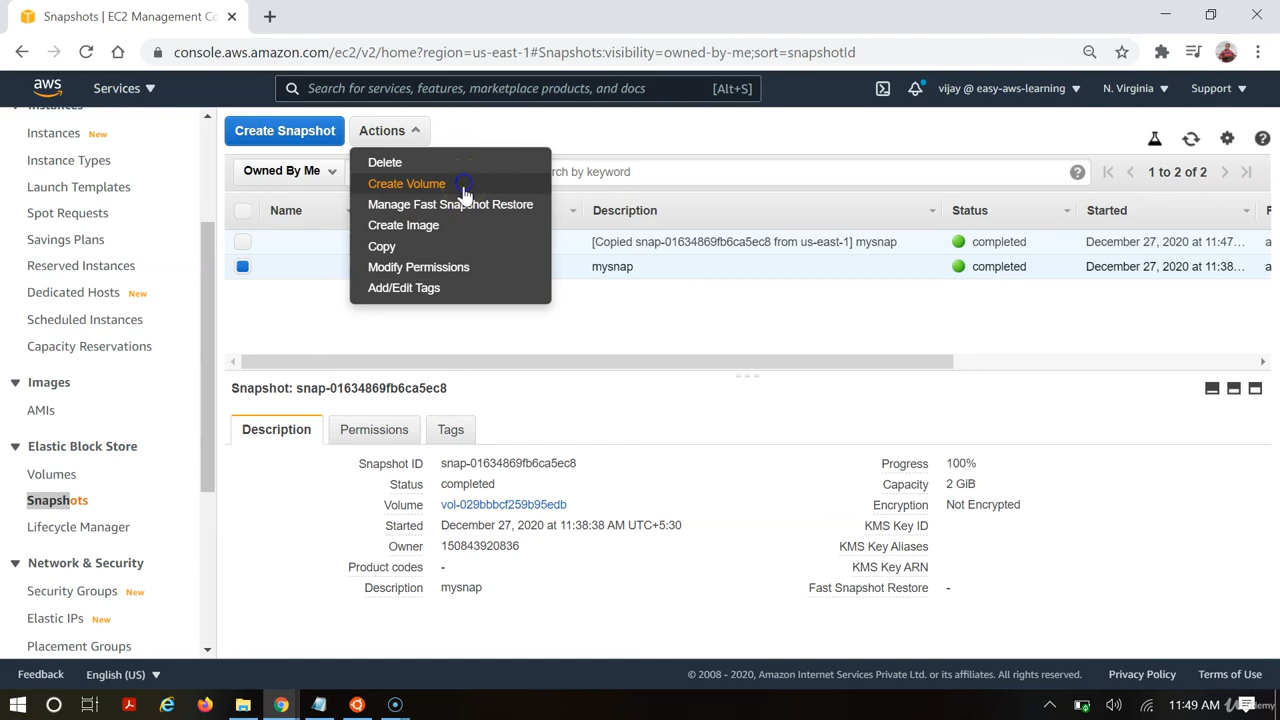 Snapshots | EC2 Management Co
console.aws.amazon.com/ec2/v2/home?region=us-east-1#Snapshots:visibility=owned-by-me;sort=snapshotId
aws Services Search for services, features, marketplace products, and docs [Alt+S] vijay @ easy-aws-learning N. Virginia Support
Instances
Instances New
Instance Types
Launch Templates
Spot Requests
Savings Plans
Reserved Instances
Dedicated Hosts New
Scheduled Instances
Capacity Reservations
Images
AMIs
Elastic Block Store
Volumes
Snapshots
Lifecycle Manager
Network & Security
Security Groups New
Elastic IPs New
Placement Groups
Create Snapshot Actions
Delete
Create Volume
Manage Fast Snapshot Restore
Create Image
Copy
Modify Permissions
Add/Edit Tags
Owned By Me rch by keyword 1 to 2 of 2
Name Description Status Started
[Copied snap-01634869fb6ca5ec8 from us-east-1] mysnap completed December 27, 2020 at 11:47...
mysnap completed December 27, 2020 at 11:38...
Snapshot: snap-01634869fb6ca5ec8
Description Permissions Tags
Snapshot ID snap-01634869fb6ca5ec8 Progress 100%
Status completed Capacity 2 GiB
Volume vol-029bbbcf259b95edb Encryption Not Encrypted
Started December 27, 2020 at 11:38:38 AM UTC+5:30 KMS Key ID
Owner 150843920836 KMS Key Aliases
Product codes - KMS Key ARN
Description mysnap Fast Snapshot Restore -
Feedback English (US) © 2008 - 2020, Amazon Internet Services Pvt. Ltd. or its affiliates. All rights reserved. Privacy Policy Terms of Use
11:49 AM